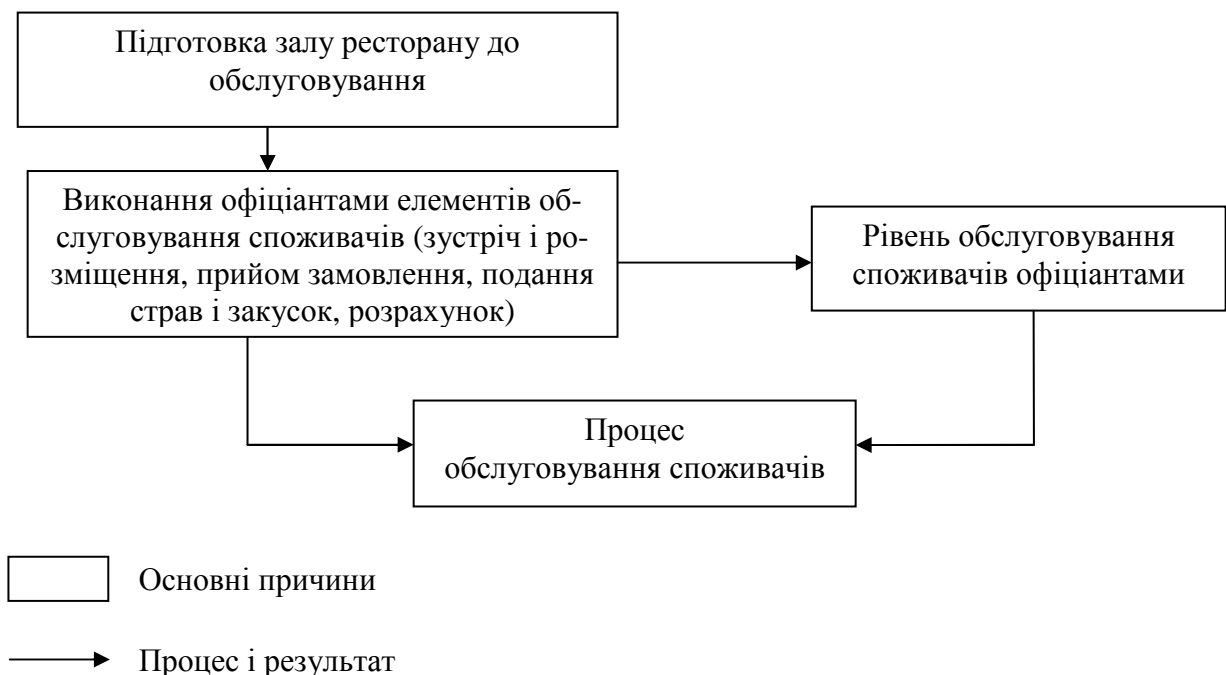 Підготовка залу ресторану до
обслуговування
Виконання офіціантами елементів об-
слуговування споживачів (зустріч і ро-
зміщення, прийом замовлення, подання
страв і закусок, розрахунок)
Рівень обслуговування
споживачів офіціантами
Процес
обслуговування споживачів
Основні причини
Процес і результат